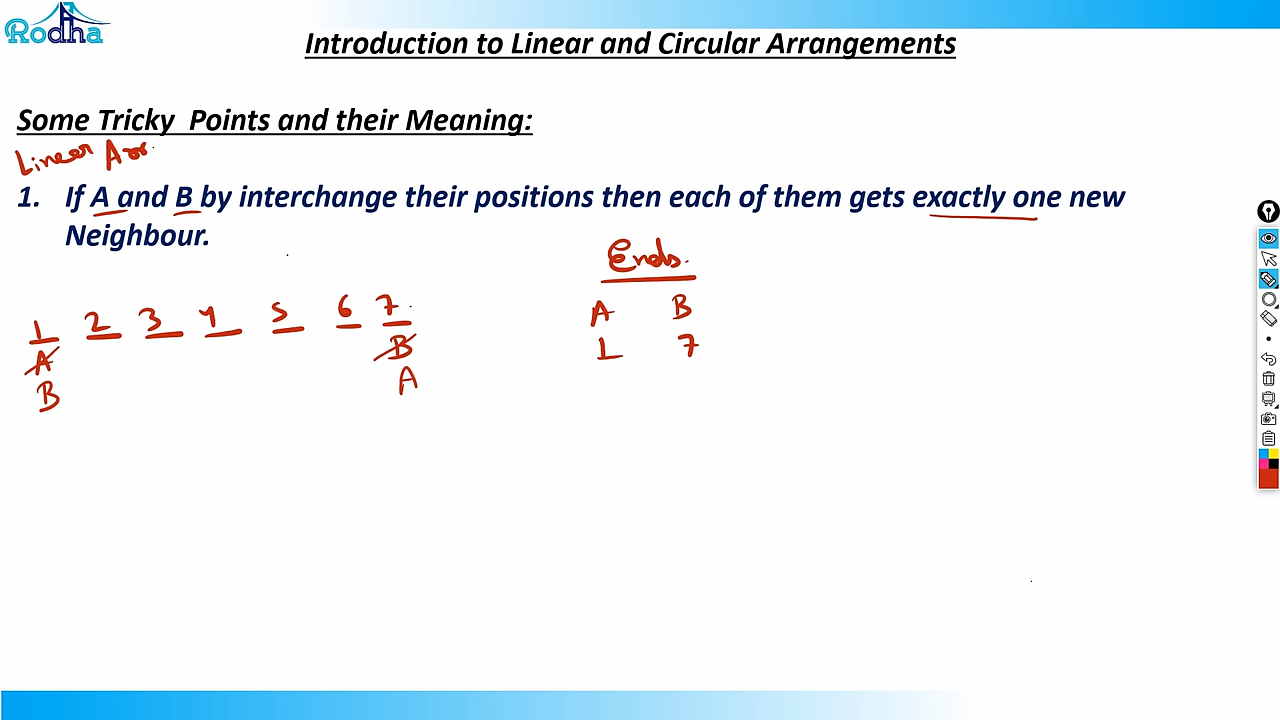 Rodha
Introduction to Linear and Circular Arrangements
Some Tricky Points and their Meaning:
Linear Arr.
1. If A and B by interchange their positions then each of them gets exactly one new
Neighbour.
Ends.
1 2 3 4 5 6 7
A B
A B
1 7
B A